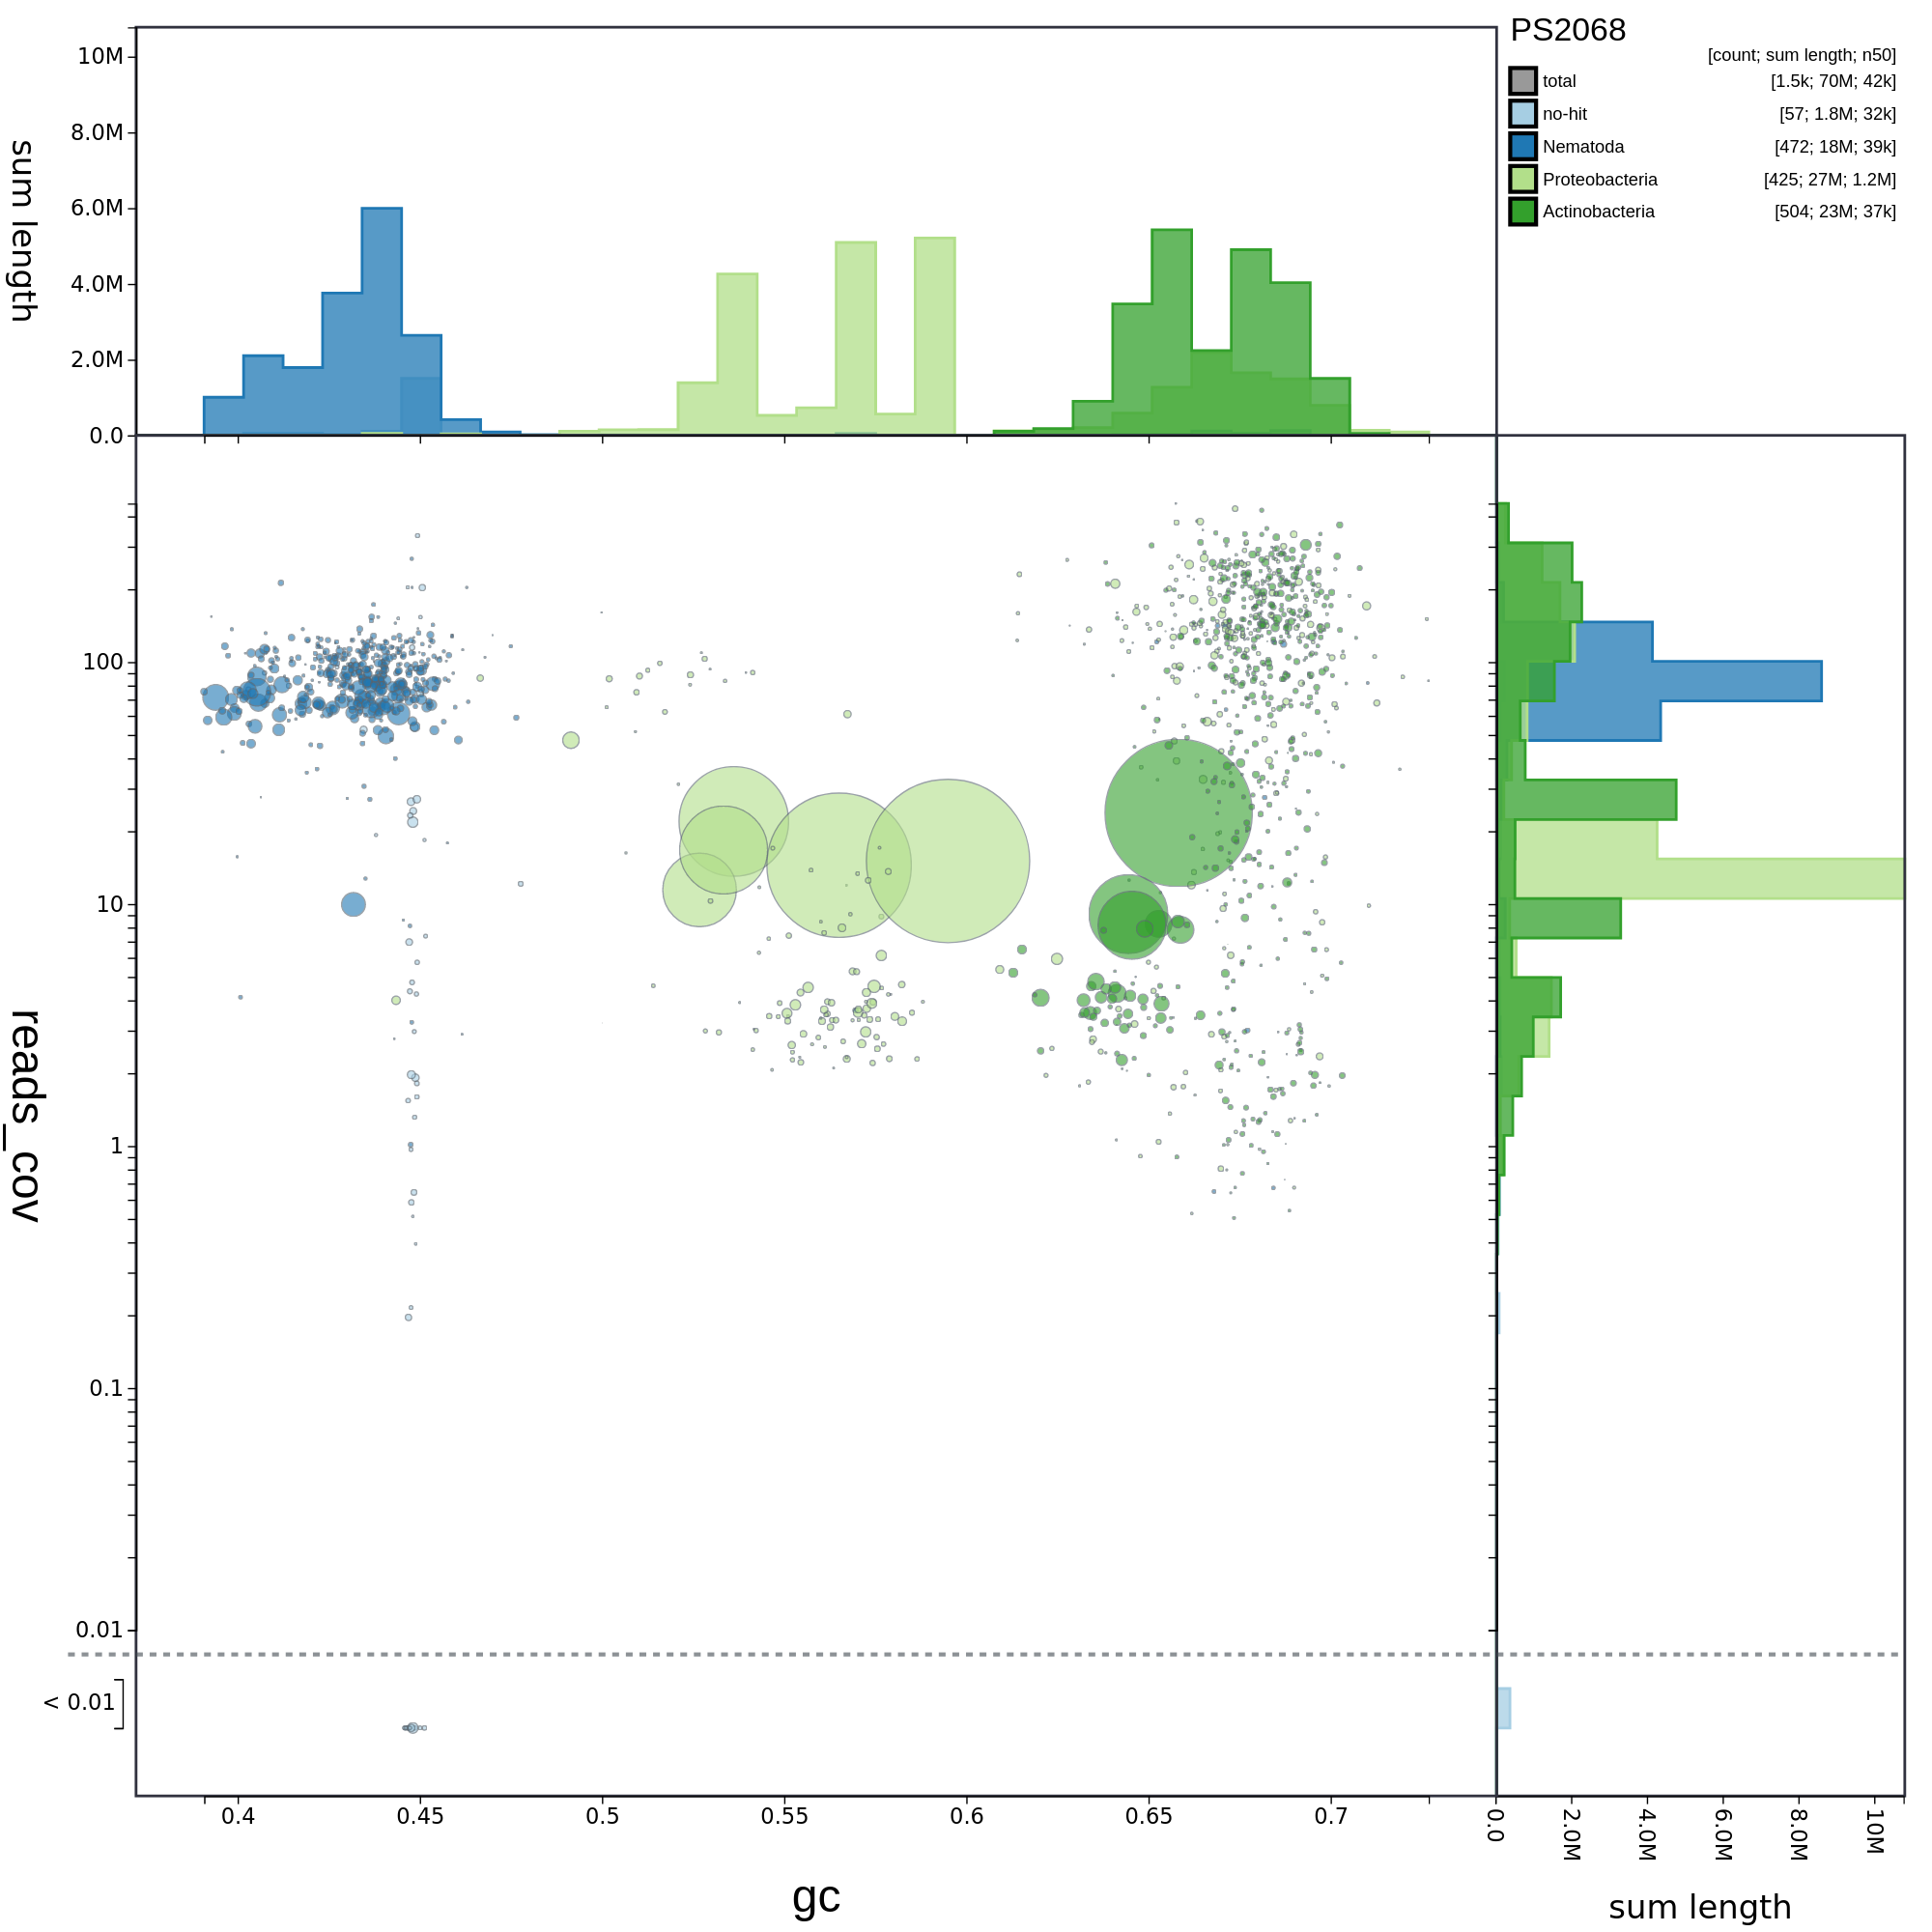 PS2068
[count; sum length; n50]
total [1.5k; 70M; 42k]
no-hit [57; 1.8M; 32k]
Nematoda [472; 18M; 39k]
Proteobacteria [425; 27M; 1.2M]
Actinobacteria [504; 23M; 37k]
sum length
10M
8.0M
6.0M
4.0M
2.0M
0.0
reads_cov
100
10
1
0.1
0.01
< 0.01
0.4 0.45 0.5 0.55 0.6 0.65 0.7
gc
0.0 2.0M 4.0M 6.0M 8.0M 10M
sum length